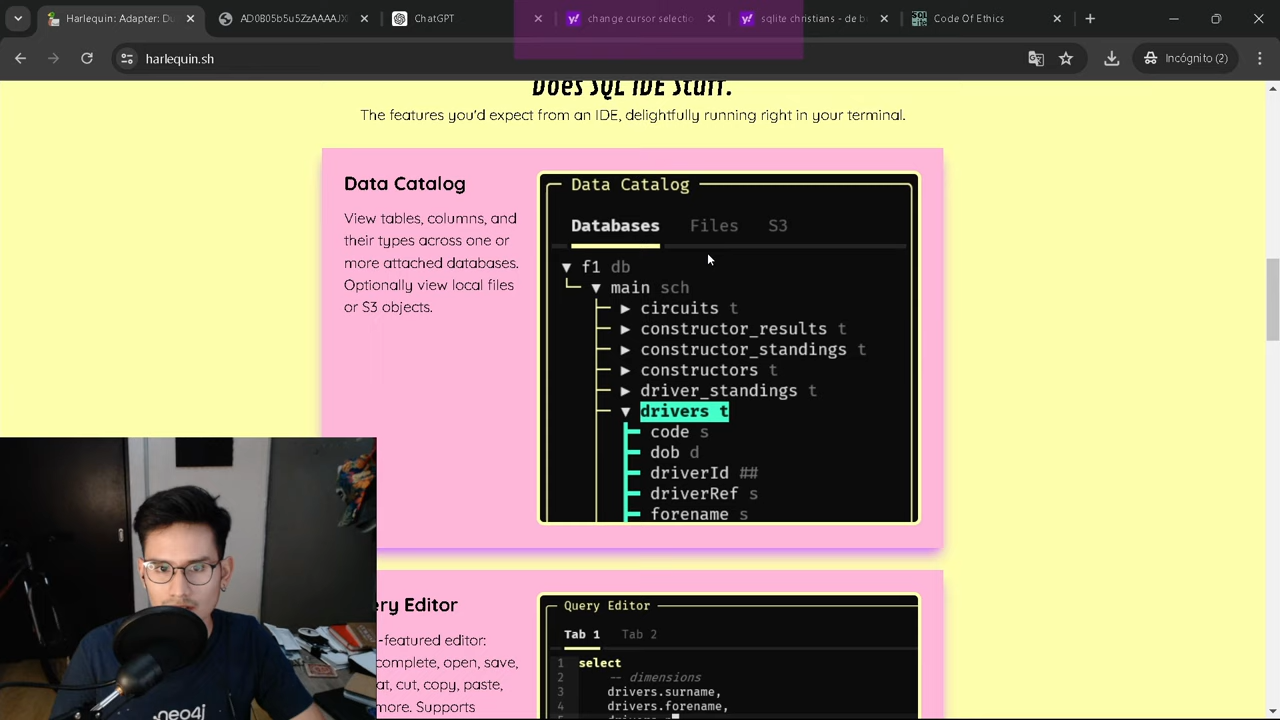 Harlequin: Adapter: Du
AD0B05b5u5ZzAAAAJX
ChatGPT
change cursor selectio
sqlite christians - de b
Code Of Ethics
harlequin.sh
Incógnito (2)
Does SQL IDE Stuff.
The features you'd expect from an IDE, delightfully running right in your terminal.
Data Catalog
View tables, columns, and
their types across one or
more attached databases.
Optionally view local files
or S3 objects.
Data Catalog
Databases Files S3
▼ f1 db
▼ main sch
▶ circuits t
▶ constructor_results t
▶ constructor_standings t
▶ constructors t
▶ driver_standings t
▼ drivers t
code s
dob d
driverId ##
driverRef s
forename s
ery Editor
-featured editor:
complete, open, save,
at, cut, copy, paste,
more. Supports
Query Editor
Tab 1 Tab 2
1 select
2 -- dimensions
3 drivers.surname,
4 drivers.forename,
neo4j